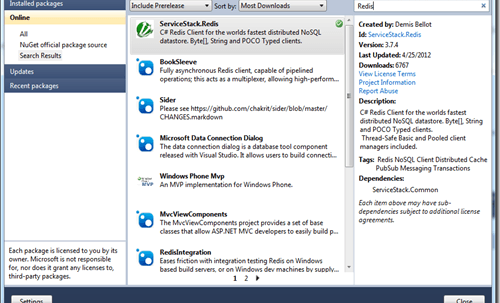 Installed packages
Online
All
NuGet official package source
Search Results
Updates
Recent packages
Each package is licensed to you by its
owner. Microsoft is not responsible
for, nor does it grant any licenses to,
third-party packages.
Settings
Include Prerelease
Sort by:
Most Downloads
ServiceStack.Redis
C# Redis Client for the worlds fastest distributed NoSQL
datastore. Byte[], String and POCO Typed clients.
BookSleeve
Fully asynchronous Redis client, capable of pipelined
operations; this acts as a multiplexer, allowing high-perform...
Sider
Please see https://github.com/chakrit/sider/blob/master/
CHANGES.markdown
Microsoft Data Connection Dialog
The data connection dialog is a database tool component
released with Visual Studio. It allows users to build connecti...
Windows Phone Mvp
An MVP implementation for Windows Phone.
MvcViewComponents
The MvcViewComponents project provides a set of base
classes that allow ASP.NET MVC developers to easily build p...
RedisIntegration
Eases friction with testing Redis on Windows
based build servers, or on Windows dev machines by supply...
1 2
Redis
Created by: Demis Bellot
Id: ServiceStack.Redis
Version: 3.7.4
Last Updated: 4/25/2012
Downloads: 6767
View License Terms
Project Information
Report Abuse
Description:
C# Redis Client for the worlds fastest
distributed NoSQL datastore. Byte[], String
and POCO Typed clients.
Thread-Safe Basic and Pooled client
managers included.
Tags: Redis NoSQL Client Distributed Cache
PubSub Messaging Transactions
Dependencies:
ServiceStack.Common
Each item above may have sub-
dependencies subject to additional license
agreements.
Close